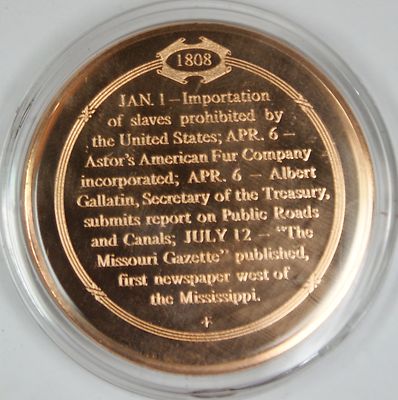 1808
JAN. 1 – Importation
of slaves prohibited by
the United States; APR. 6 –
Astor's American Fur Company
incorporated; APR. 6 – Albert
Gallatin, Secretary of the Treasury,
submits report on Public Roads
and Canals; JULY 12 – "The
Missouri Gazette" published,
first newspaper west of
the Mississippi.